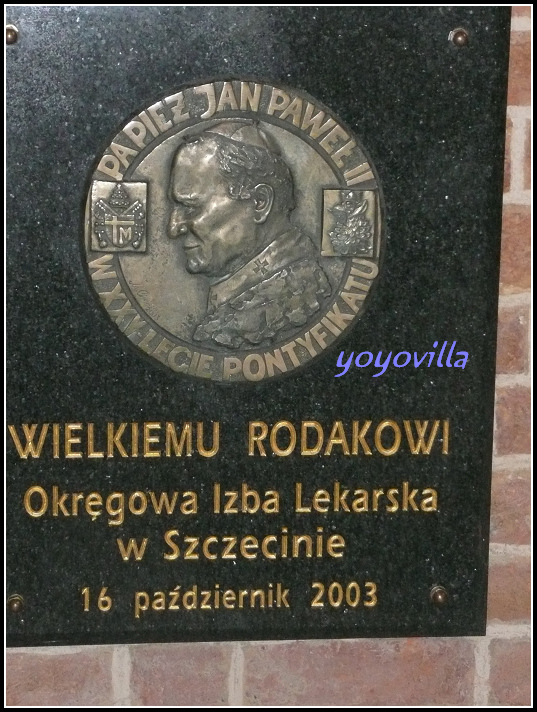 PAPIEŻ JAN PAWEŁ II
M
W XXV-LECIE PONTYFIKATU
yoyovilla
WIELKIEMU RODAKOWI
Okręgowa Izba Lekarska
w Szczecinie
16 październik 2003